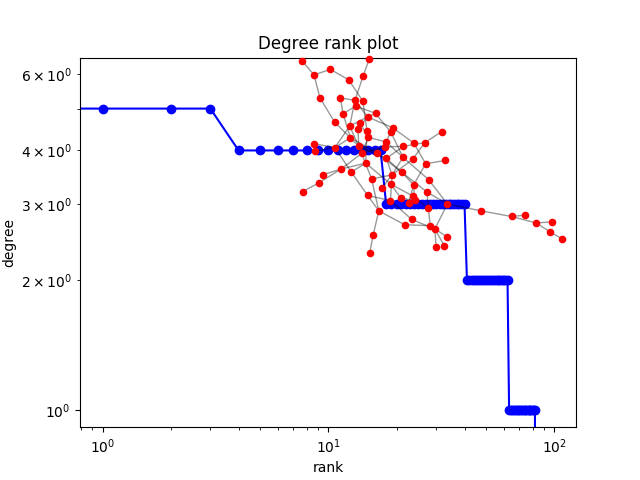 Degree rank plot
6 × 10⁰
4 × 10⁰
3 × 10⁰
2 × 10⁰
10⁰
degree
10⁰ 10¹ 10²
rank